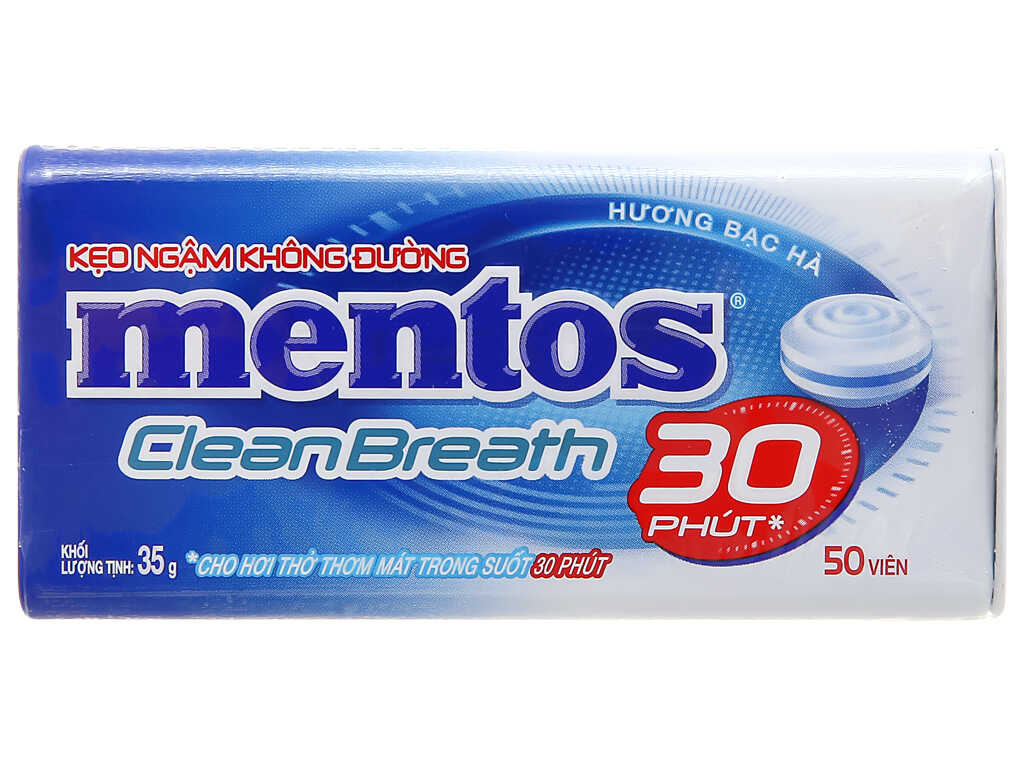 HƯƠNG BẠC HÀ
KẸO NGẬM KHÔNG ĐƯỜNG
mentos®
CleanBreath
30
PHÚT*
KHỐI
LƯỢNG TỊNH: 35 g
*CHO HƠI THỞ THƠM MÁT TRONG SUỐT 30 PHÚT
50 VIÊN